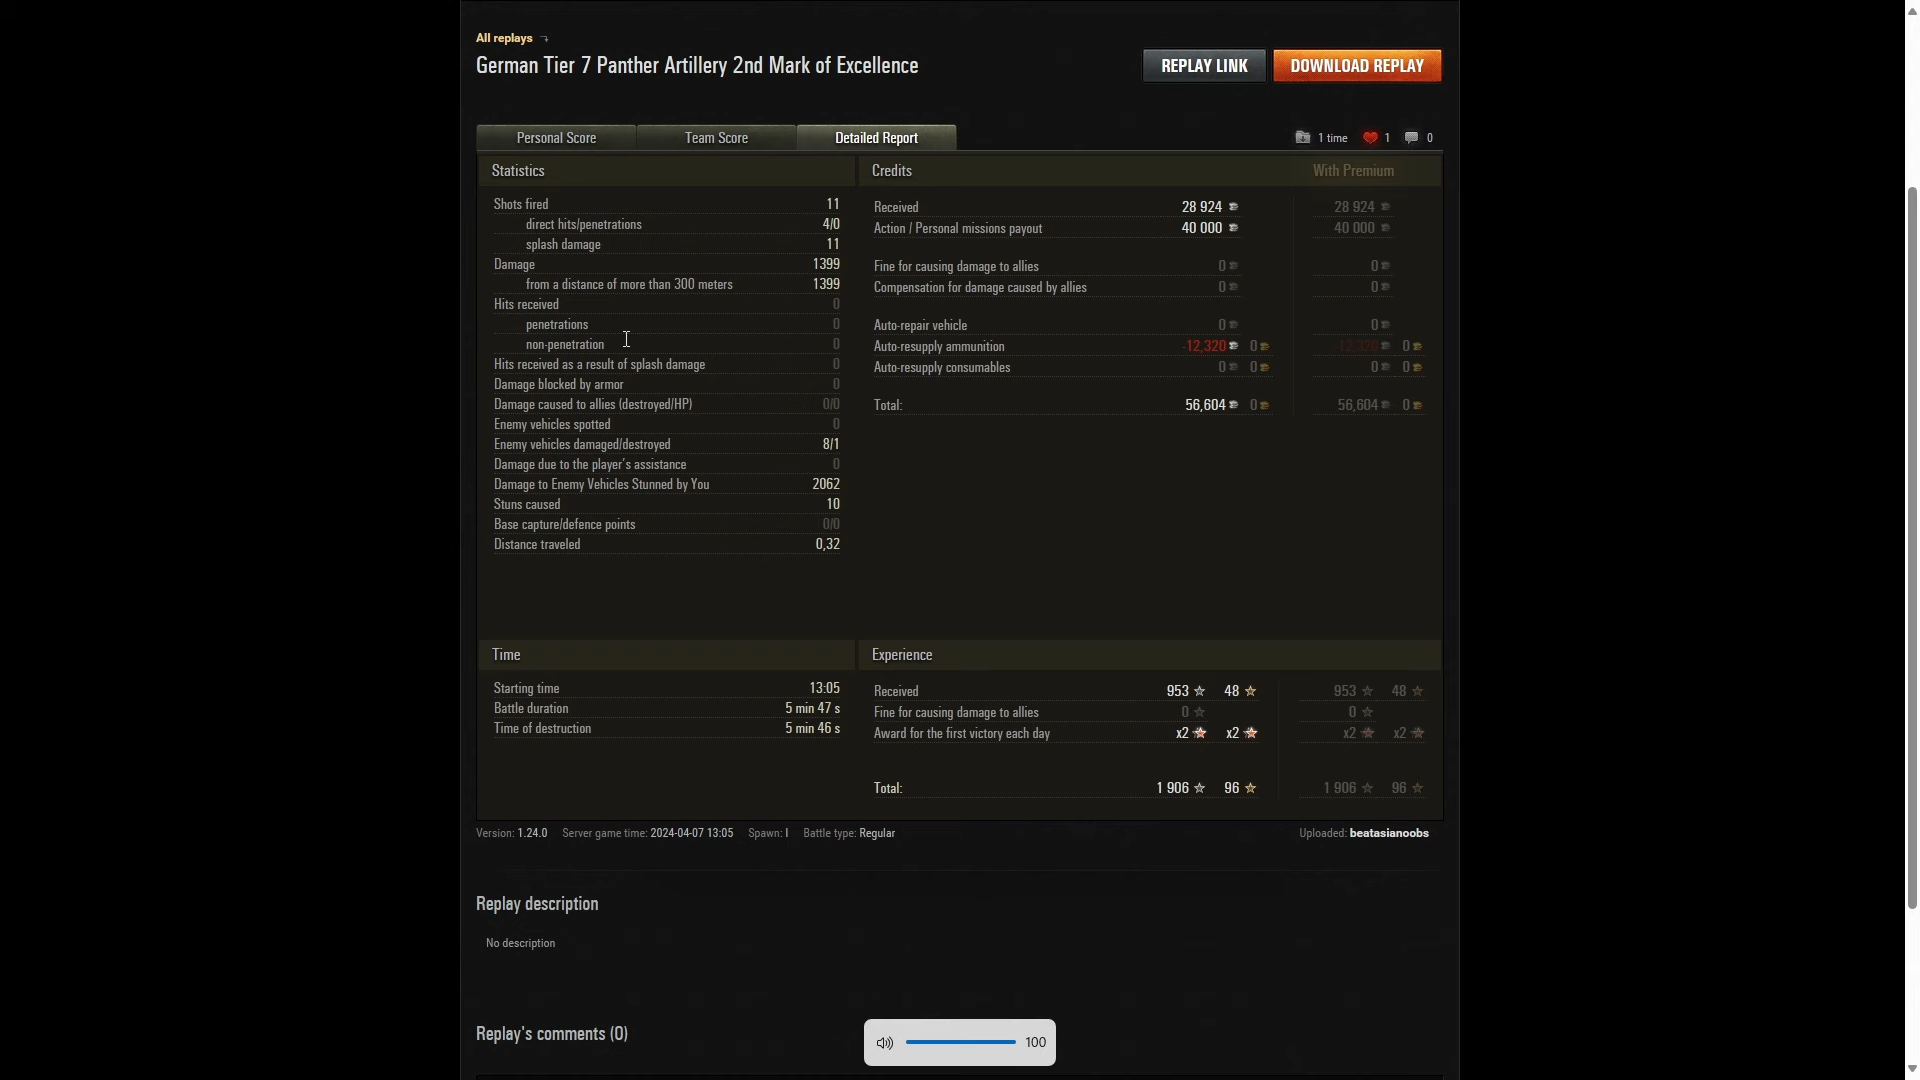 All replays
German Tier 7 Panther Artillery 2nd Mark of Excellence
REPLAY LINK
DOWNLOAD REPLAY
Personal Score
Team Score
Detailed Report
1 time 1 0
Statistics
Shots fired 11
direct hits/penetrations 4/0
splash damage 11
Damage 1399
from a distance of more than 300 meters 1399
Hits received 0
penetrations 0
non-penetration 0
Hits received as a result of splash damage 0
Damage blocked by armor 0
Damage caused to allies (destroyed/HP) 0/0
Enemy vehicles spotted 0
Enemy vehicles damaged/destroyed 8/1
Damage due to the player's assistance 0
Damage to Enemy Vehicles Stunned by You 2062
Stuns caused 10
Base capture/defence points 0/0
Distance traveled 0,32
Credits With Premium
Received 28 924 28 924
Action / Personal missions payout 40 000 40 000
Fine for causing damage to allies 0 0
Compensation for damage caused by allies 0 0
Auto-repair vehicle 0 0
Auto-resupply ammunition -12,320 0 -12,320 0
Auto-resupply consumables 0 0 0 0
Total: 56,604 0 56,604 0
Time
Starting time 13:05
Battle duration 5 min 47 s
Time of destruction 5 min 46 s
Experience
Received 953 48 953 48
Fine for causing damage to allies 0 0
Award for the first victory each day x2 x2 x2 x2
Total: 1 906 96 1 906 96
Version: 1.24.0 Server game time: 2024-04-07 13:05 Spawn: I Battle type: Regular
Uploaded: beatasianoobs
Replay description
No description
Replay's comments (0)
100